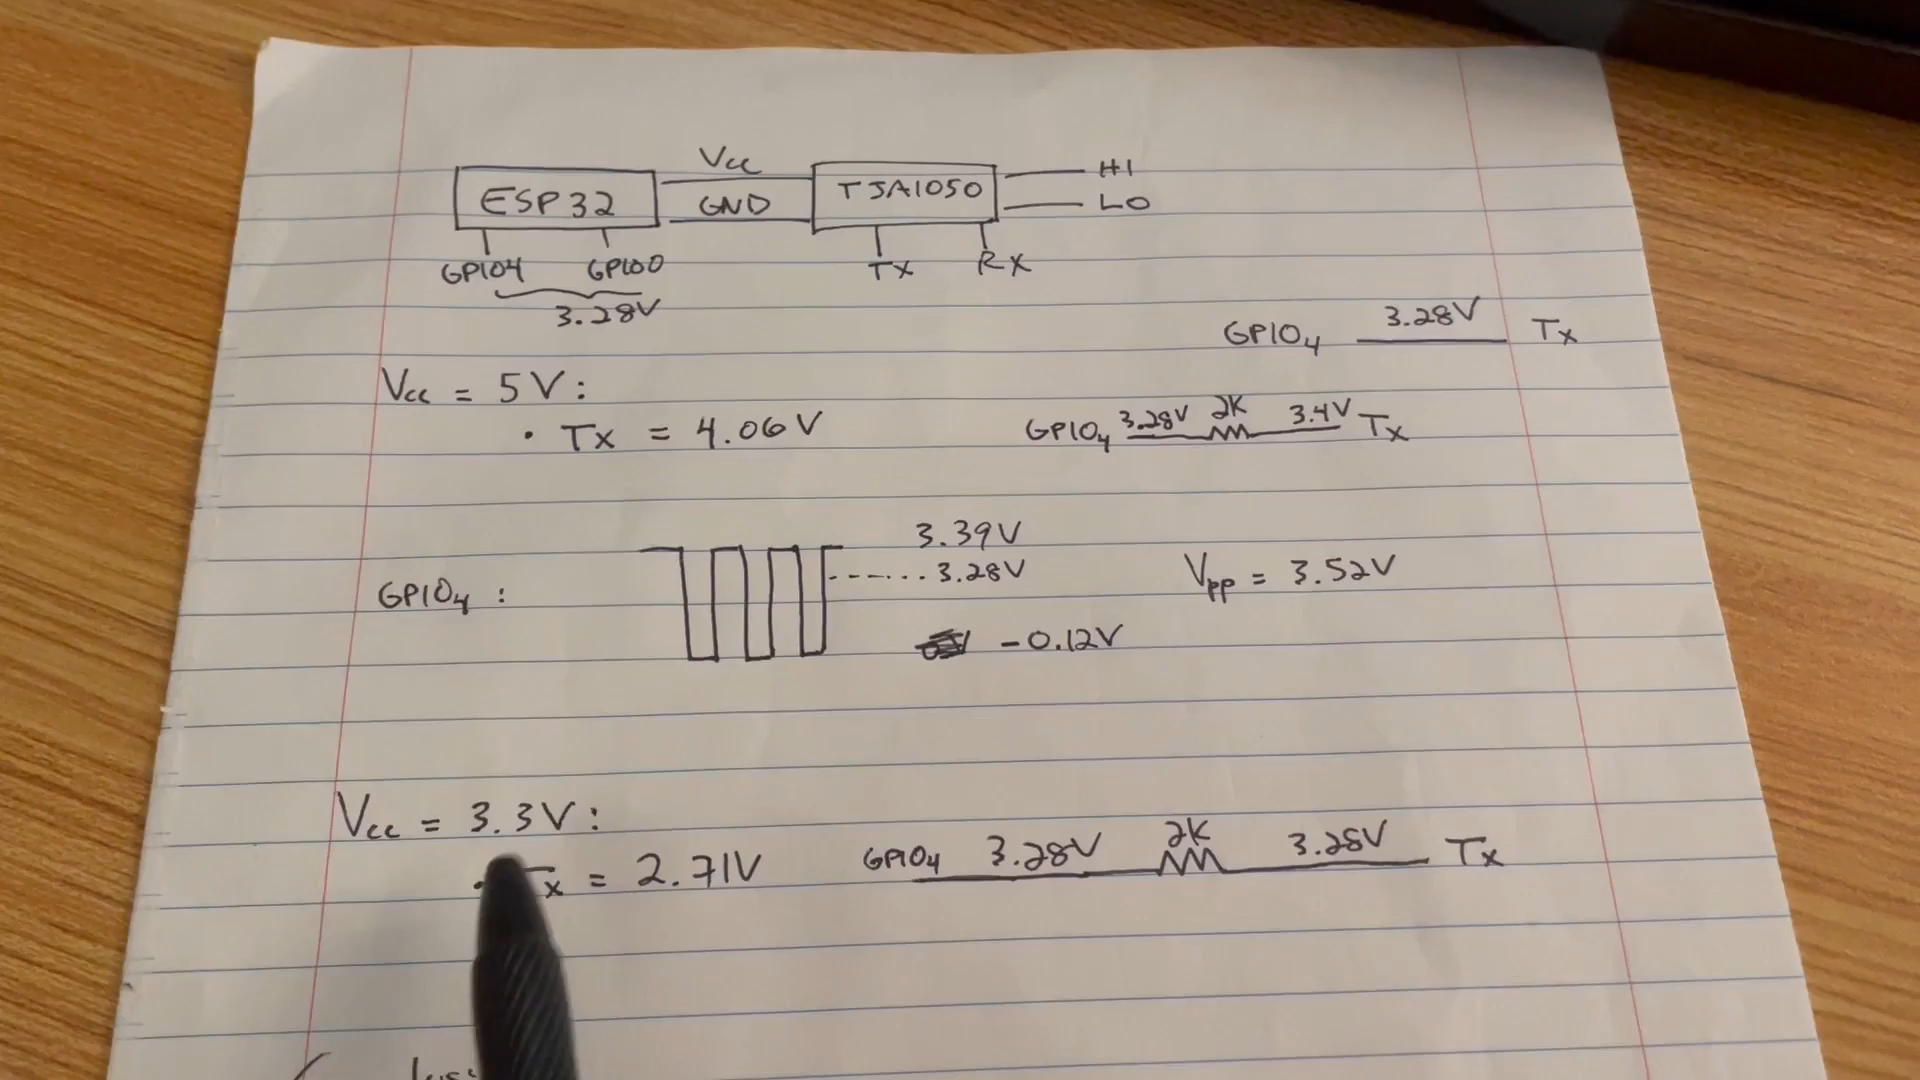 Vcc
ESP32 GND TJA1050 HI
LO
GPIO4 GPIO0 TX RX
3.28V
GPIO4 3.28V Tx
Vcc = 5V:
• Tx = 4.06V
GPIO4 3.28V 2K 3.4V Tx
GPIO4:
3.39V
3.28V
-0.12V
Vpp = 3.52V
Vcc = 3.3V:
• Tx = 2.71V
GPIO4 3.28V 2K 3.28V Tx